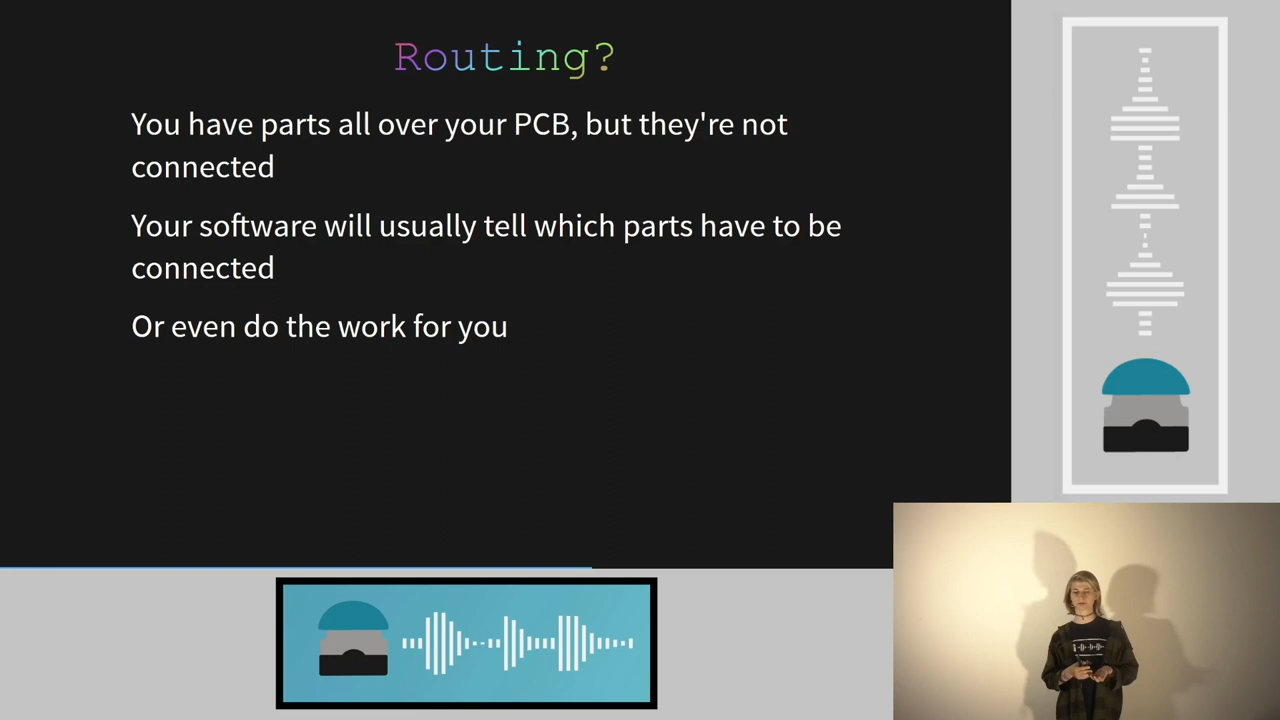 Routing?
You have parts all over your PCB, but they're not
connected
Your software will usually tell which parts have to be
connected
Or even do the work for you